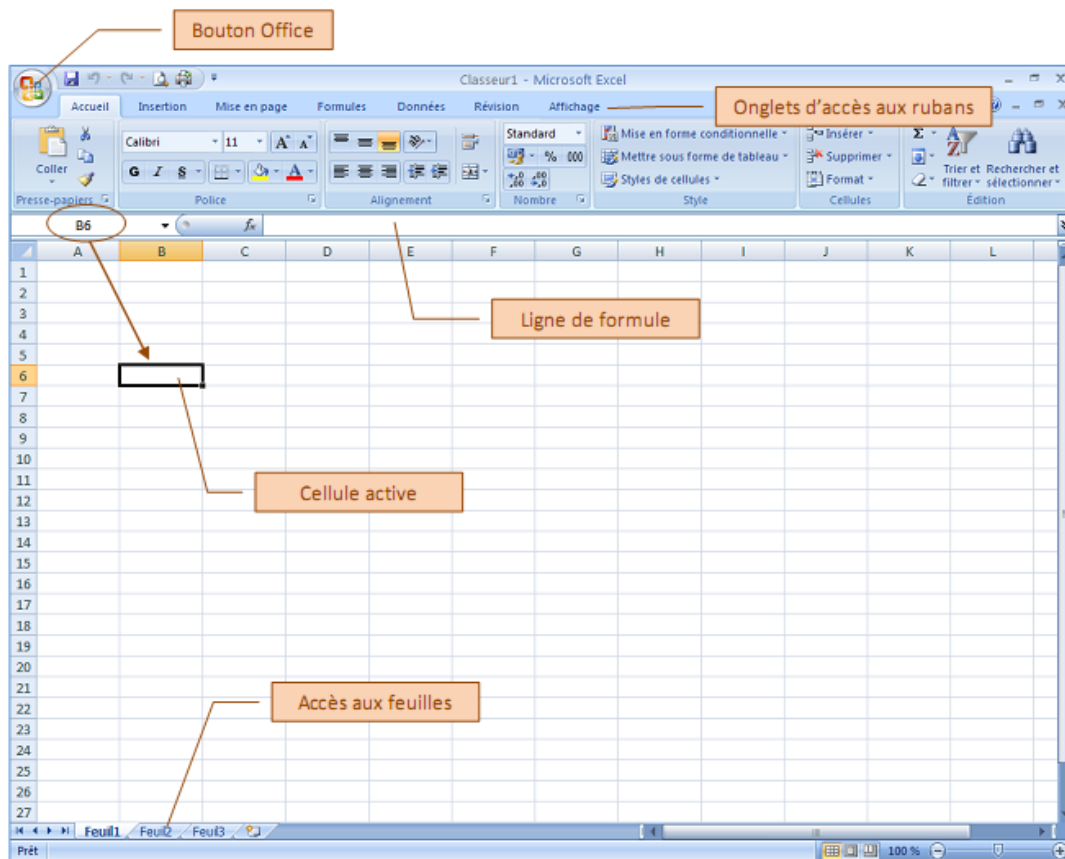 Bouton Office
Classeur1 - Microsoft Excel
Accueil Insertion Mise en page Formules Données Révision Affichage
Onglets d'accès aux rubans
Calibri 11 A A Standard Mise en forme conditionnelle Insérer Σ
Coller G I S % 000 Mettre sous forme de tableau Supprimer Trier et filtrer Rechercher et sélectionner
Styles de cellules Format
Presse-papiers Police Alignement Nombre Style Cellules Édition
B6 fx
A B C D E F G H I J K L
1
2
3
Ligne de formule
4
5
6
7
8
9
10
11
Cellule active
12
13
14
15
16
17
18
19
20
21
Accès aux feuilles
22
23
24
25
26
27
Feuil1 Feuil2 Feuil3
Prêt 100 %